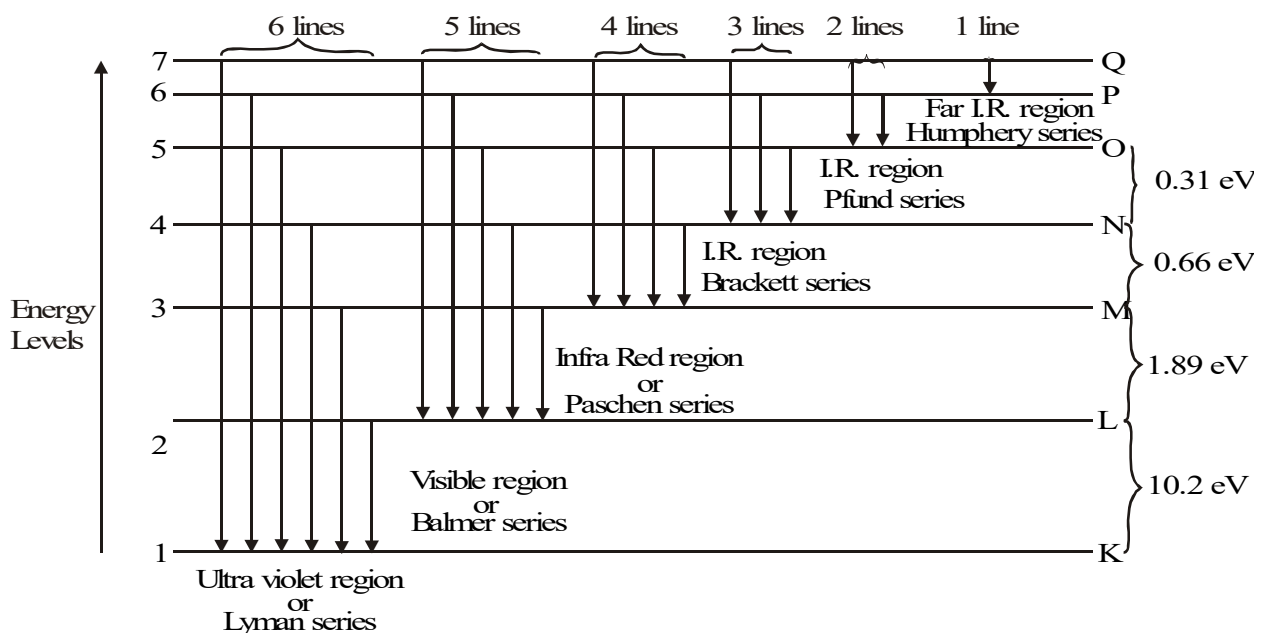 6 lines 5 lines 4 lines 3 lines 2 lines 1 line
7 Q
6 P
Far I.R. region
Humphery series
5 O
0.31 eV
I.R. region
Pfund series
4 N
0.66 eV
I.R. region
Brackett series
Energy
Levels
3 M
1.89 eV
Infra Red region
or
Paschen series
2 L
10.2 eV
Visible region
or
Balmer series
1 K
Ultra violet region
or
Lyman series